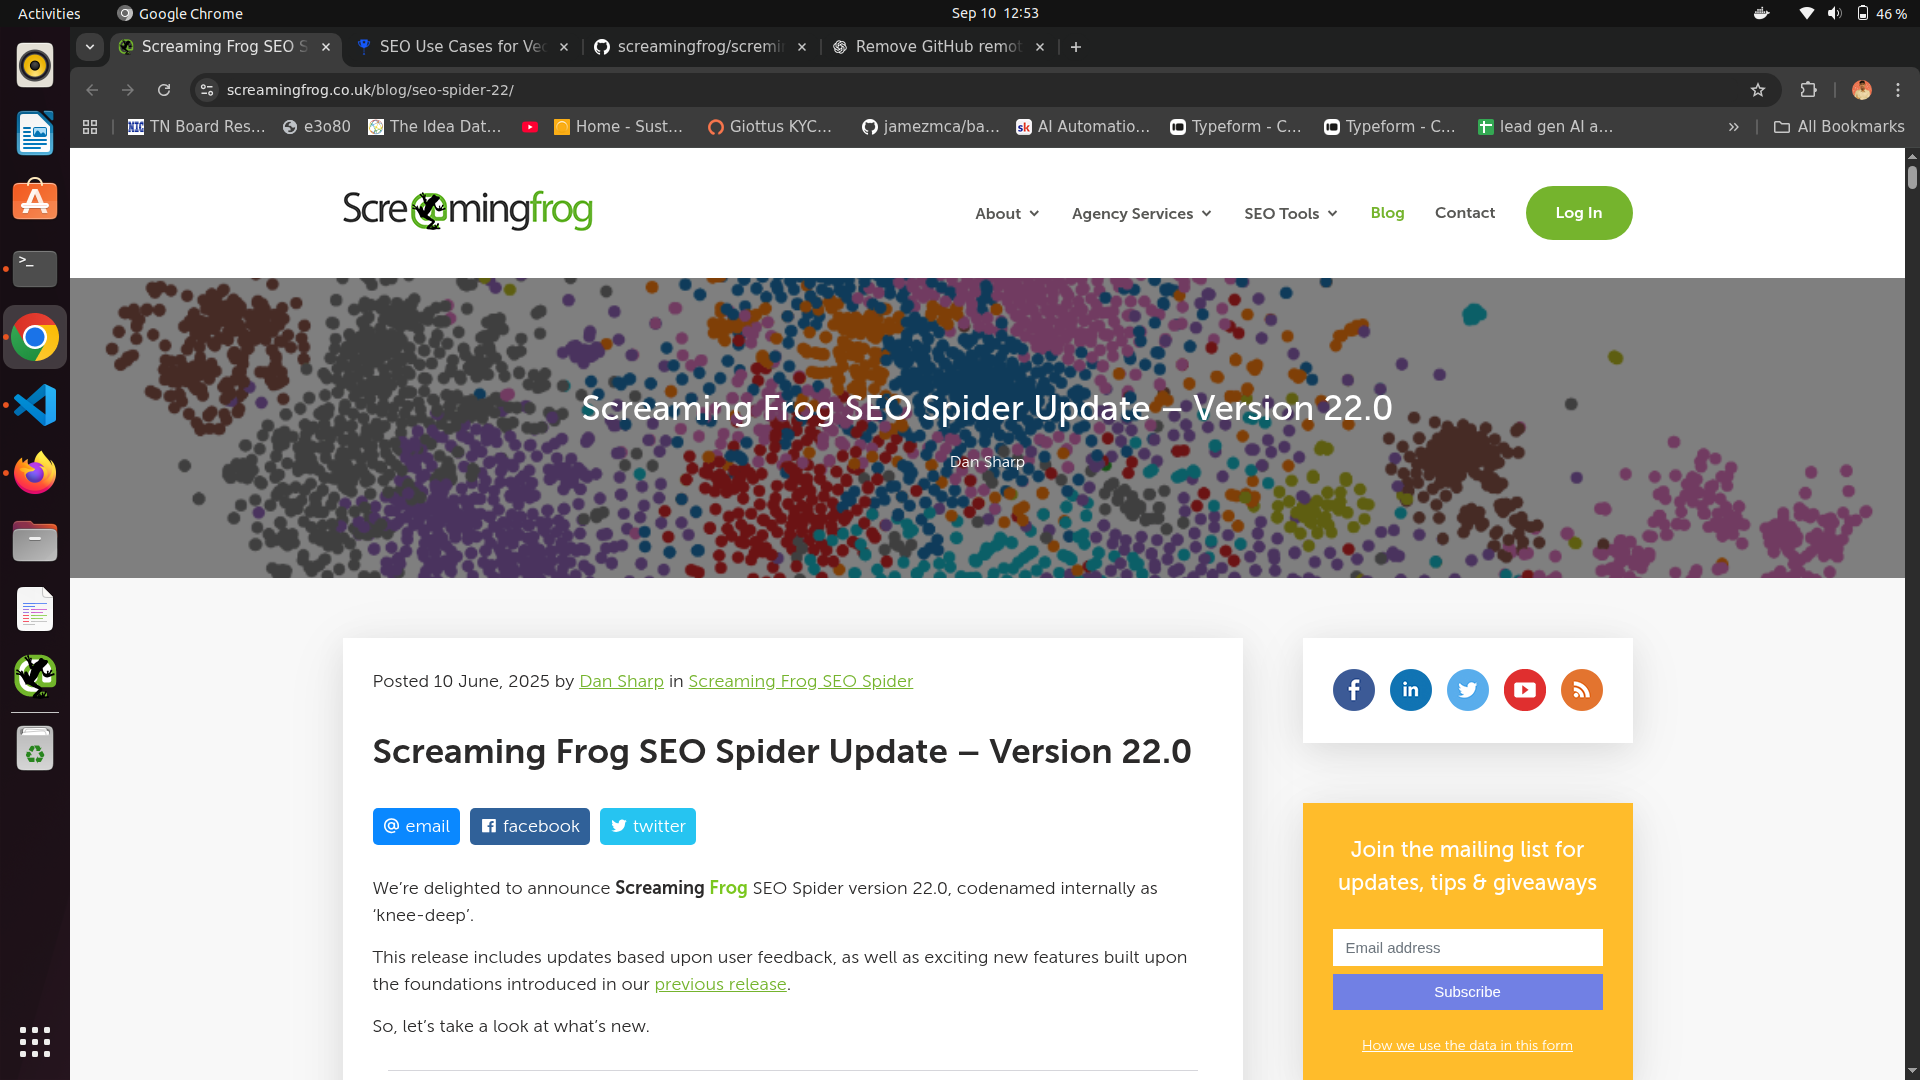 Activities
Google Chrome
Sep 10 12:53
46 %
Screaming Frog SEO S
SEO Use Cases for Vec
screamingfrog/scremin
Remove GitHub remot
screamingfrog.co.uk/blog/seo-spider-22/
TN Board Res...
e3o80
The Idea Dat...
Home - Sust...
Giottus KYC...
jamezmca/ba...
AI Automatio...
Typeform - C...
Typeform - C...
lead gen AI a...
All Bookmarks
Screamingfrog
About
Agency Services
SEO Tools
Blog
Contact
Log In
Screaming Frog SEO Spider Update – Version 22.0
Dan Sharp
Posted 10 June, 2025 by Dan Sharp in Screaming Frog SEO Spider
Screaming Frog SEO Spider Update – Version 22.0
email
facebook
twitter
We’re delighted to announce Screaming Frog SEO Spider version 22.0, codenamed internally as
‘knee-deep’.
This release includes updates based upon user feedback, as well as exciting new features built upon
the foundations introduced in our previous release.
So, let’s take a look at what’s new.
Join the mailing list for
updates, tips & giveaways
Email address
Subscribe
How we use the data in this form